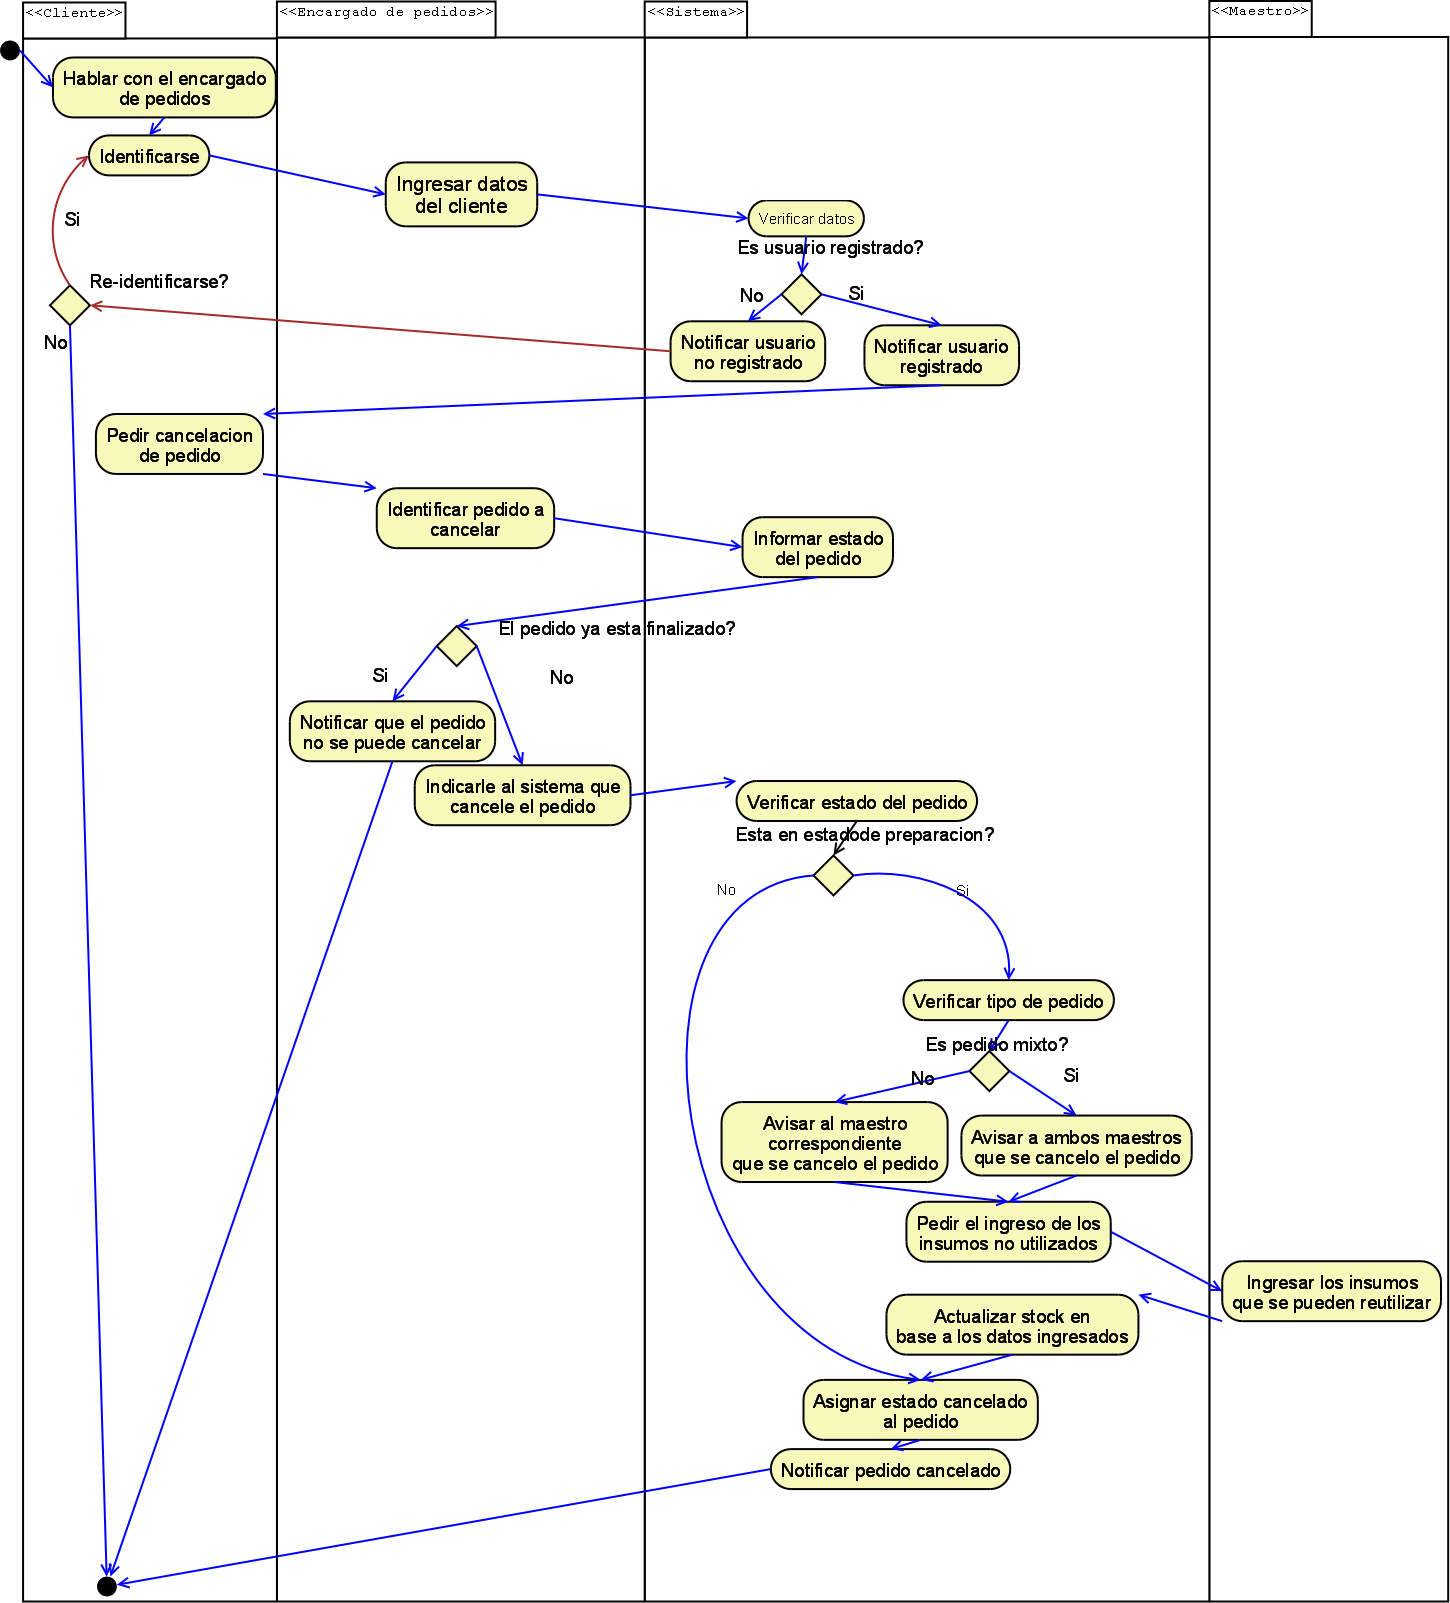 <<Cliente>>
<<Encargado de pedidos>>
<<Sistema>>
<<Maestro>>
Hablar con el encargado
de pedidos
Identificarse
Ingresar datos
del cliente
Verificar datos
Es usuario registrado?
Si
Re-identificarse?
No
Si
No
Notificar usuario
no registrado
Notificar usuario
registrado
Pedir cancelacion
de pedido
Identificar pedido a
cancelar
Informar estado
del pedido
El pedido ya esta finalizado?
Si
No
Notificar que el pedido
no se puede cancelar
Indicarle al sistema que
cancele el pedido
Verificar estado del pedido
Esta en estadode preparacion?
No
Si
Verificar tipo de pedido
Es pedido mixto?
No
Si
Avisar al maestro
correspondiente
que se cancelo el pedido
Avisar a ambos maestros
que se cancelo el pedido
Pedir el ingreso de los
insumos no utilizados
Ingresar los insumos
que se pueden reutilizar
Actualizar stock en
base a los datos ingresados
Asignar estado cancelado
al pedido
Notificar pedido cancelado